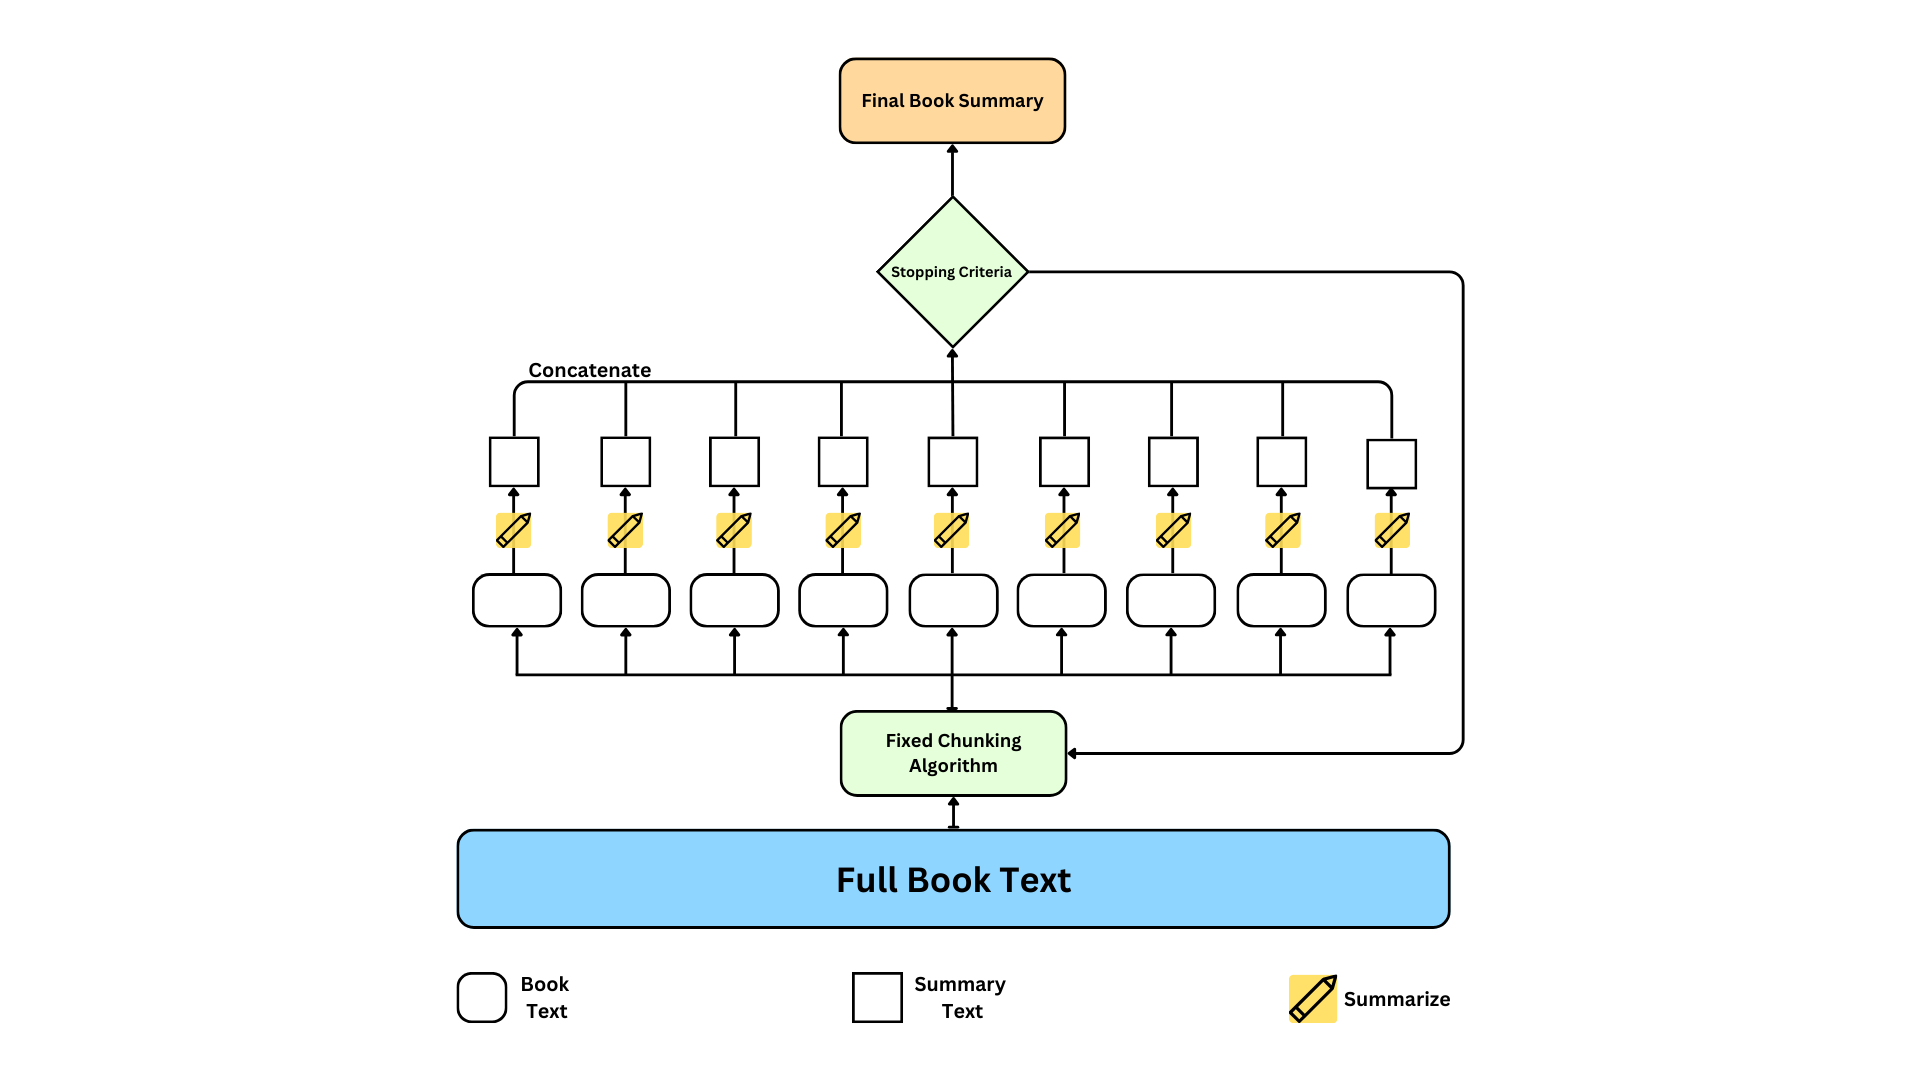 Final Book Summary
Stopping Criteria
Concatenate
Fixed Chunking
Algorithm
Full Book Text
Book
Text
Summary
Text
Summarize